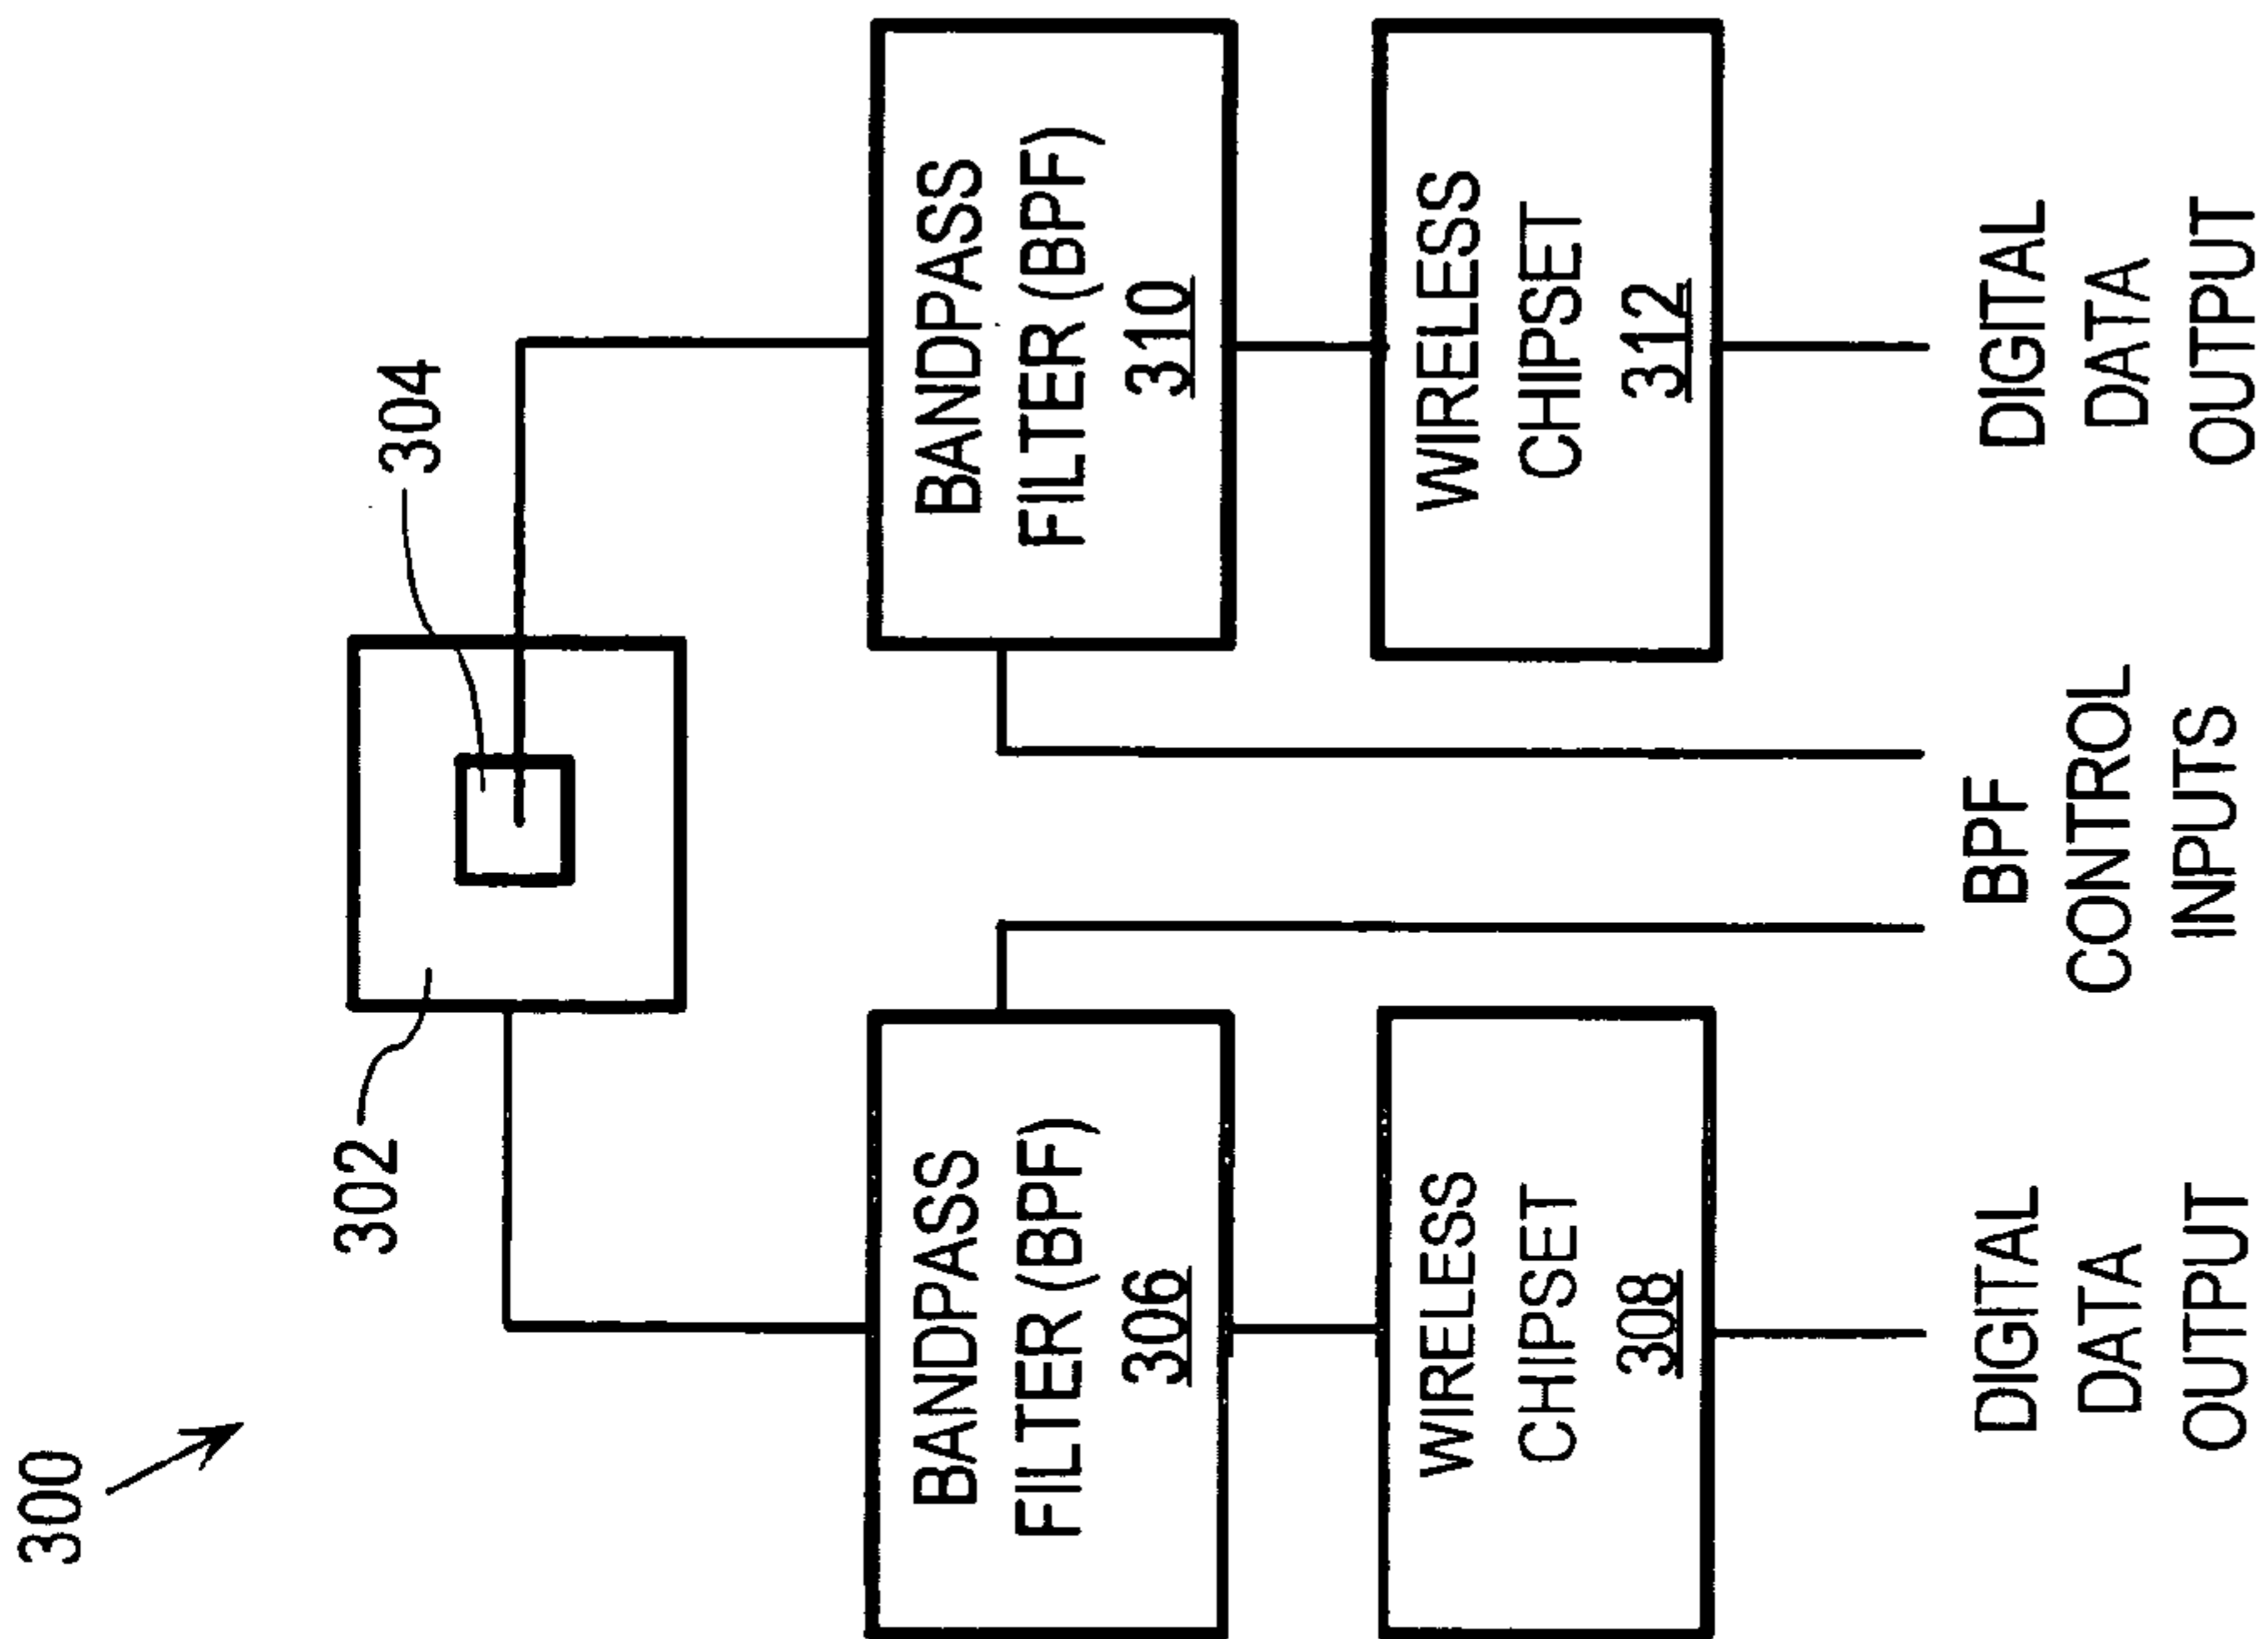 300
302
304
BANDPASS
FILTER (BPF)
306
BANDPASS
FILTER (BPF)
310
WIRELESS
CHIPSET
308
WIRELESS
CHIPSET
312
DIGITAL
DATA
OUTPUT
BPF
CONTROL
INPUTS
DIGITAL
DATA
OUTPUT